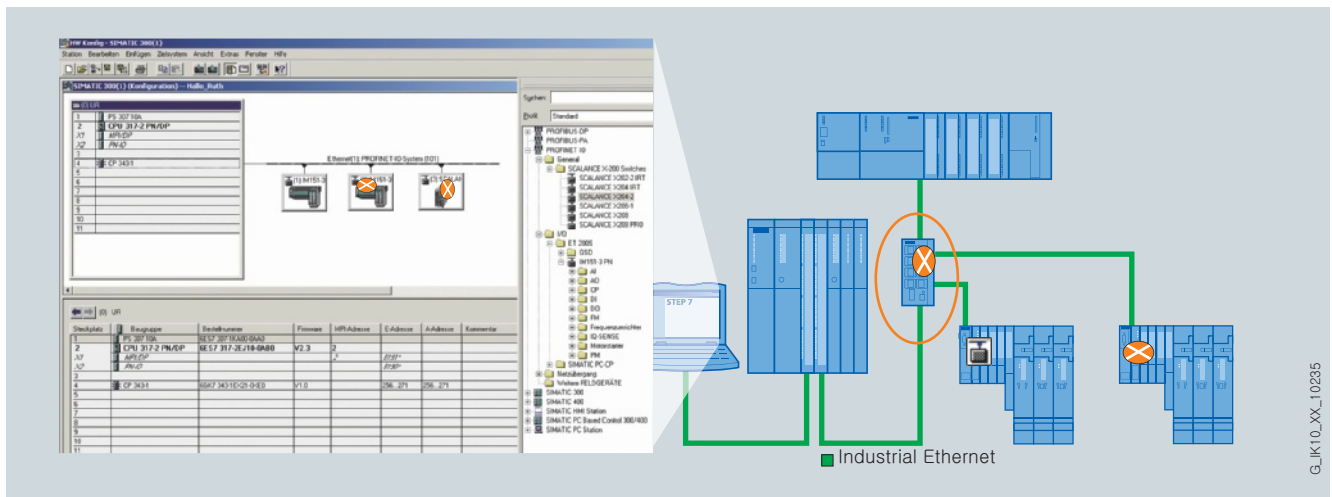 HW Konfig - SIMATIC 300(1)
Station Bearbeiten Einfügen Zielsystem Ansicht Extras Fenster Hilfe
SIMATIC 300(1) (Konfiguration) -- Hallo_Ruth
(0) UR
1 PS 307 10A
2 CPU 317-2 PN/DP
X1 MPI/DP
X2 PN-IO
3
4 CP 343-1
5
6
7
8
9
10
11
Ethernet(1): PROFINET-IO-System (101)
(1) IM151-3
Suchen:
Profil: Standard
PROFIBUS-DP
PROFIBUS-PA
PROFINET IO
General
SCALANCE X-200 Switches
SCALANCE X202-2 IRT
SCALANCE X204 IRT
SCALANCE X204-2
SCALANCE X206-1
SCALANCE X208
SCALANCE X208 PRO
I/O
ET 200S
GSD
IM151-3 PN
AI
AO
CP
DI
DO
FM
Frequenzumrichter
IQ-SENSE
Motorstarter
PM
SIMATIC PC-CP
Netzübergang
Weitere FELDGERÄTE
SIMATIC 300
SIMATIC 400
SIMATIC HMI Station
SIMATIC PC Based Control 300/400
SIMATIC PC Station
(0) UR
Steckplatz Baugruppe Bestellnummer Firmware MPI-Adresse E-Adresse A-Adresse Kommentar
1 PS 307 10A 6ES7 307-1KA00-0AA0
2 CPU 317-2 PN/DP 6ES7 317-2EJ10-0AB0 V2.3 2
X1 MPI/DP 2 8191*
X2 PN-IO 8190*
3
4 CP 343-1 V1.0 256...271 256...271
5
6
7
8
9
10
11
STEP 7
Industrial Ethernet
G_IK10_XX_10235